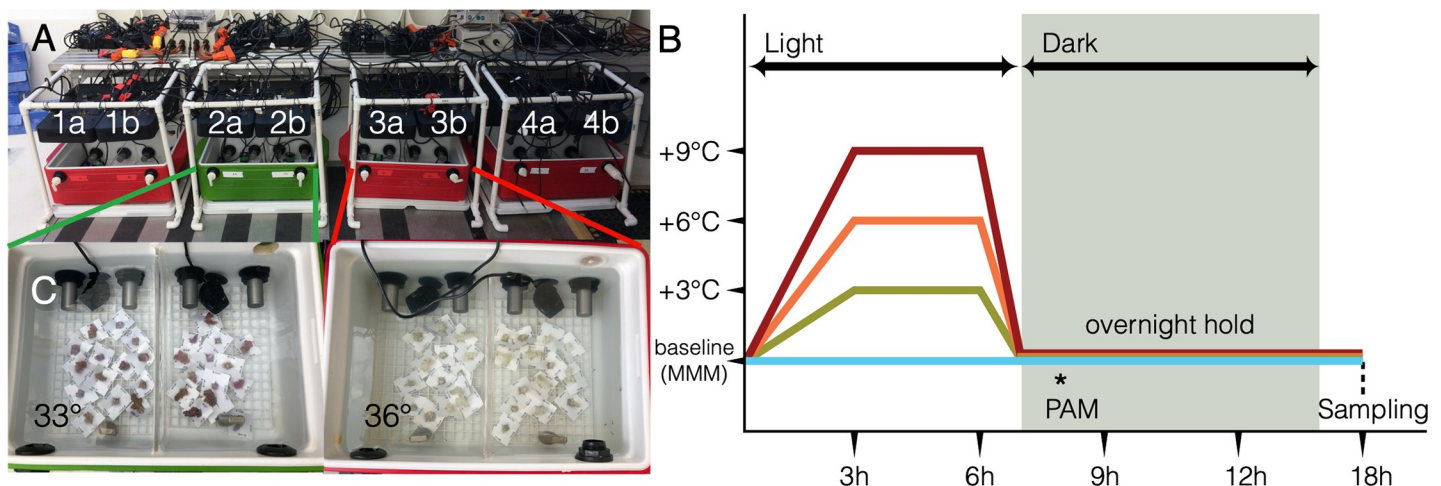 A
1a 1b
2a 2b
3a 3b
4a 4b
C
33°
36°
B
Light
Dark
+9°C
+6°C
+3°C
baseline
(MMM)
overnight hold
*
PAM
Sampling
3h
6h
9h
12h
18h